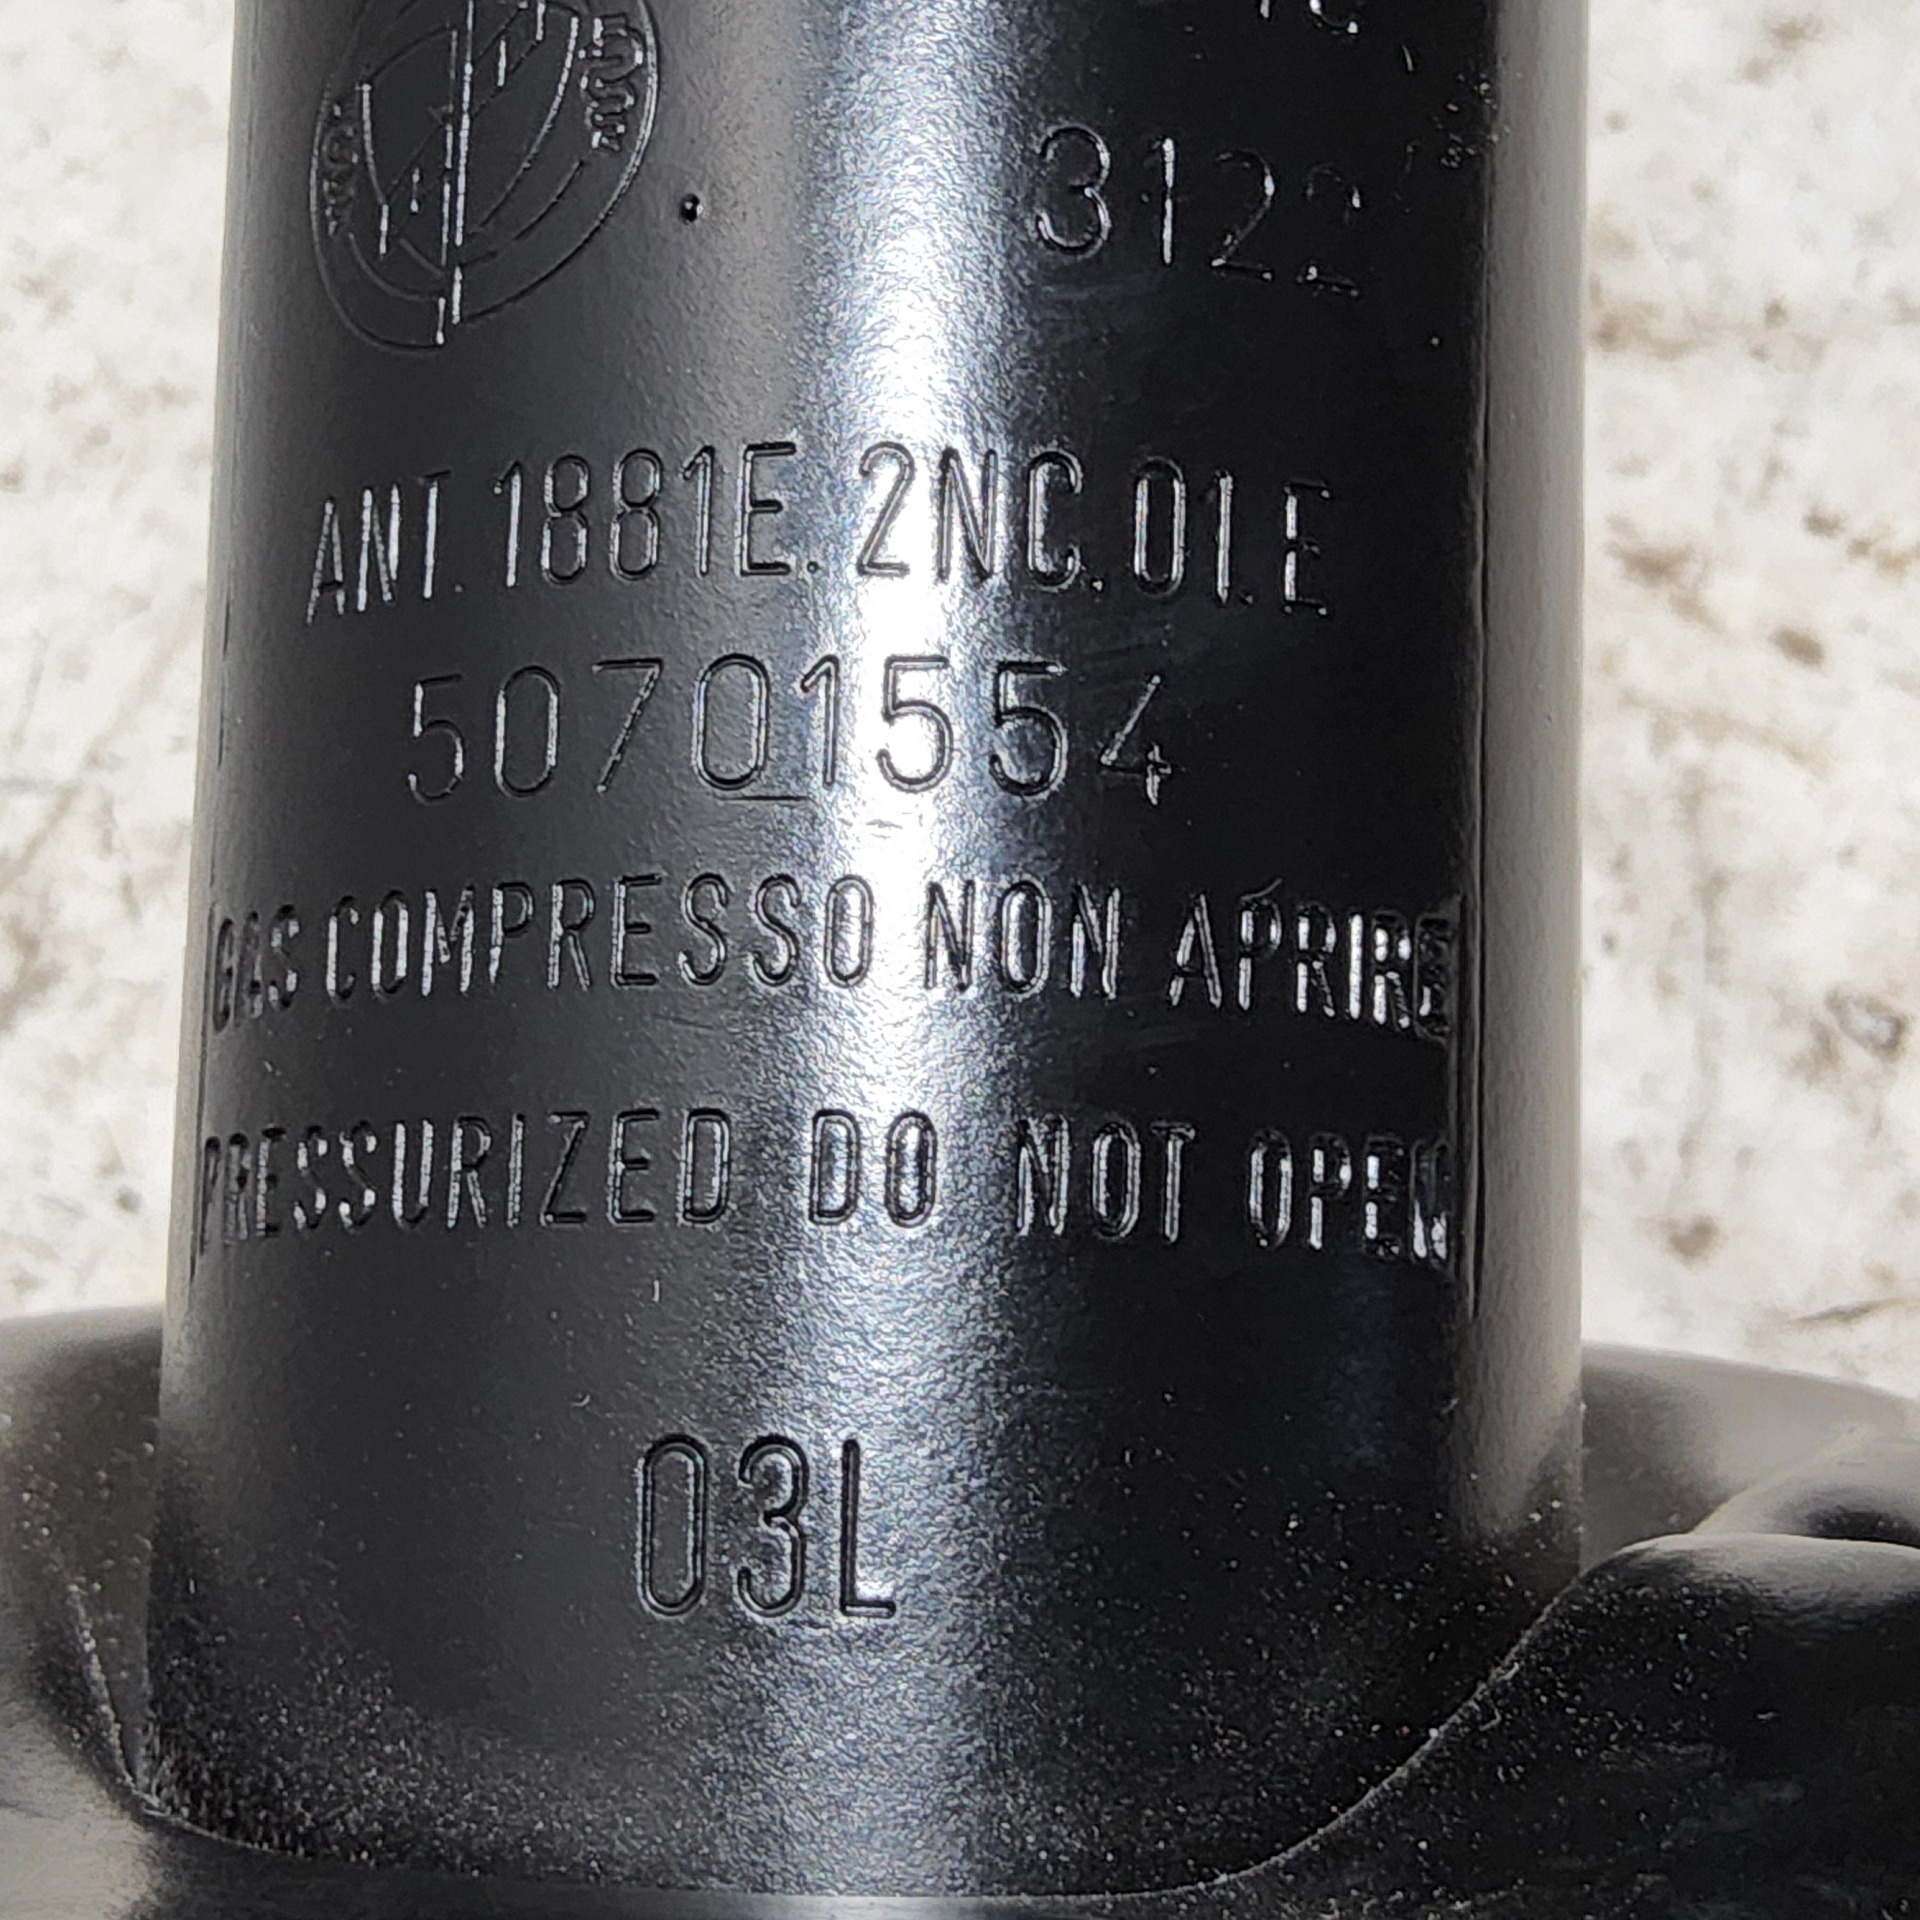 3122
ANT.1881E.2NC.01.E
50701554
GAS COMPRESSO NON APRIRE
PRESSURIZED DO NOT OPEN
03L